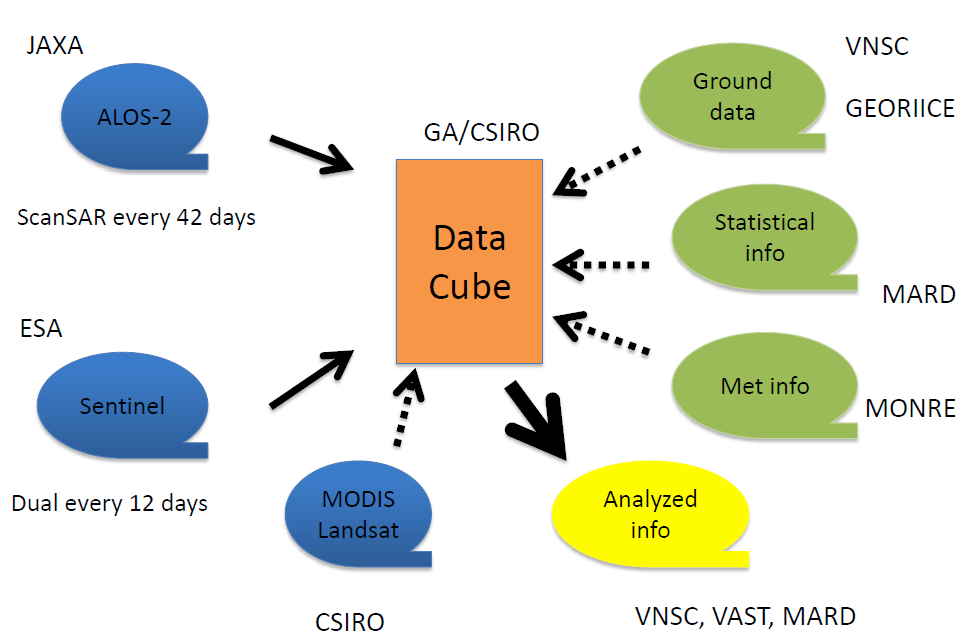 JAXA
ALOS-2
ScanSAR every 42 days
ESA
Sentinel
Dual every 12 days
MODIS
Landsat
CSIRO
GA/CSIRO
Data
Cube
VNSC
Ground
data
GEORIICE
Statistical
info
MARD
Met info
MONRE
Analyzed
info
VNSC, VAST, MARD